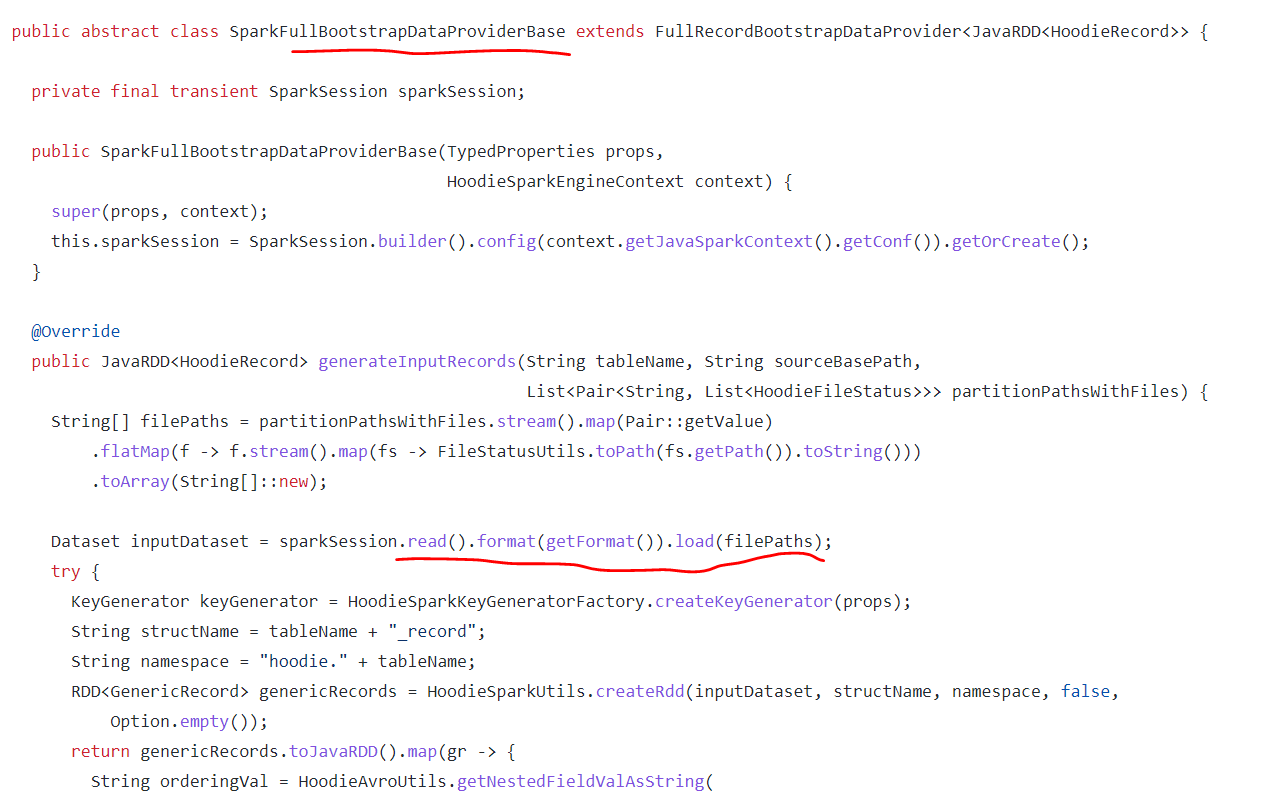 public abstract class SparkFullBootstrapDataProviderBase extends FullRecordBootstrapDataProvider<JavaRDD<HoodieRecord>> {
private final transient SparkSession sparkSession;
public SparkFullBootstrapDataProviderBase(TypedProperties props,
HoodieSparkEngineContext context) {
super(props, context);
this.sparkSession = SparkSession.builder().config(context.getJavaSparkContext().getConf()).getOrCreate();
}
@Override
public JavaRDD<HoodieRecord> generateInputRecords(String tableName, String sourceBasePath,
List<Pair<String, List<HoodieFileStatus>>> partitionPathsWithFiles) {
String[] filePaths = partitionPathsWithFiles.stream().map(Pair::getValue)
.flatMap(f -> f.stream().map(fs -> FileStatusUtils.toPath(fs.getPath()).toString()))
.toArray(String[]::new);
Dataset inputDataset = sparkSession.read().format(getFormat()).load(filePaths);
try {
KeyGenerator keyGenerator = HoodieSparkKeyGeneratorFactory.createKeyGenerator(props);
String structName = tableName + "_record";
String namespace = "hoodie." + tableName;
RDD<GenericRecord> genericRecords = HoodieSparkUtils.createRdd(inputDataset, structName, namespace, false,
Option.empty());
return genericRecords.toJavaRDD().map(gr -> {
String orderingVal = HoodieAvroUtils.getNestedFieldValAsString(